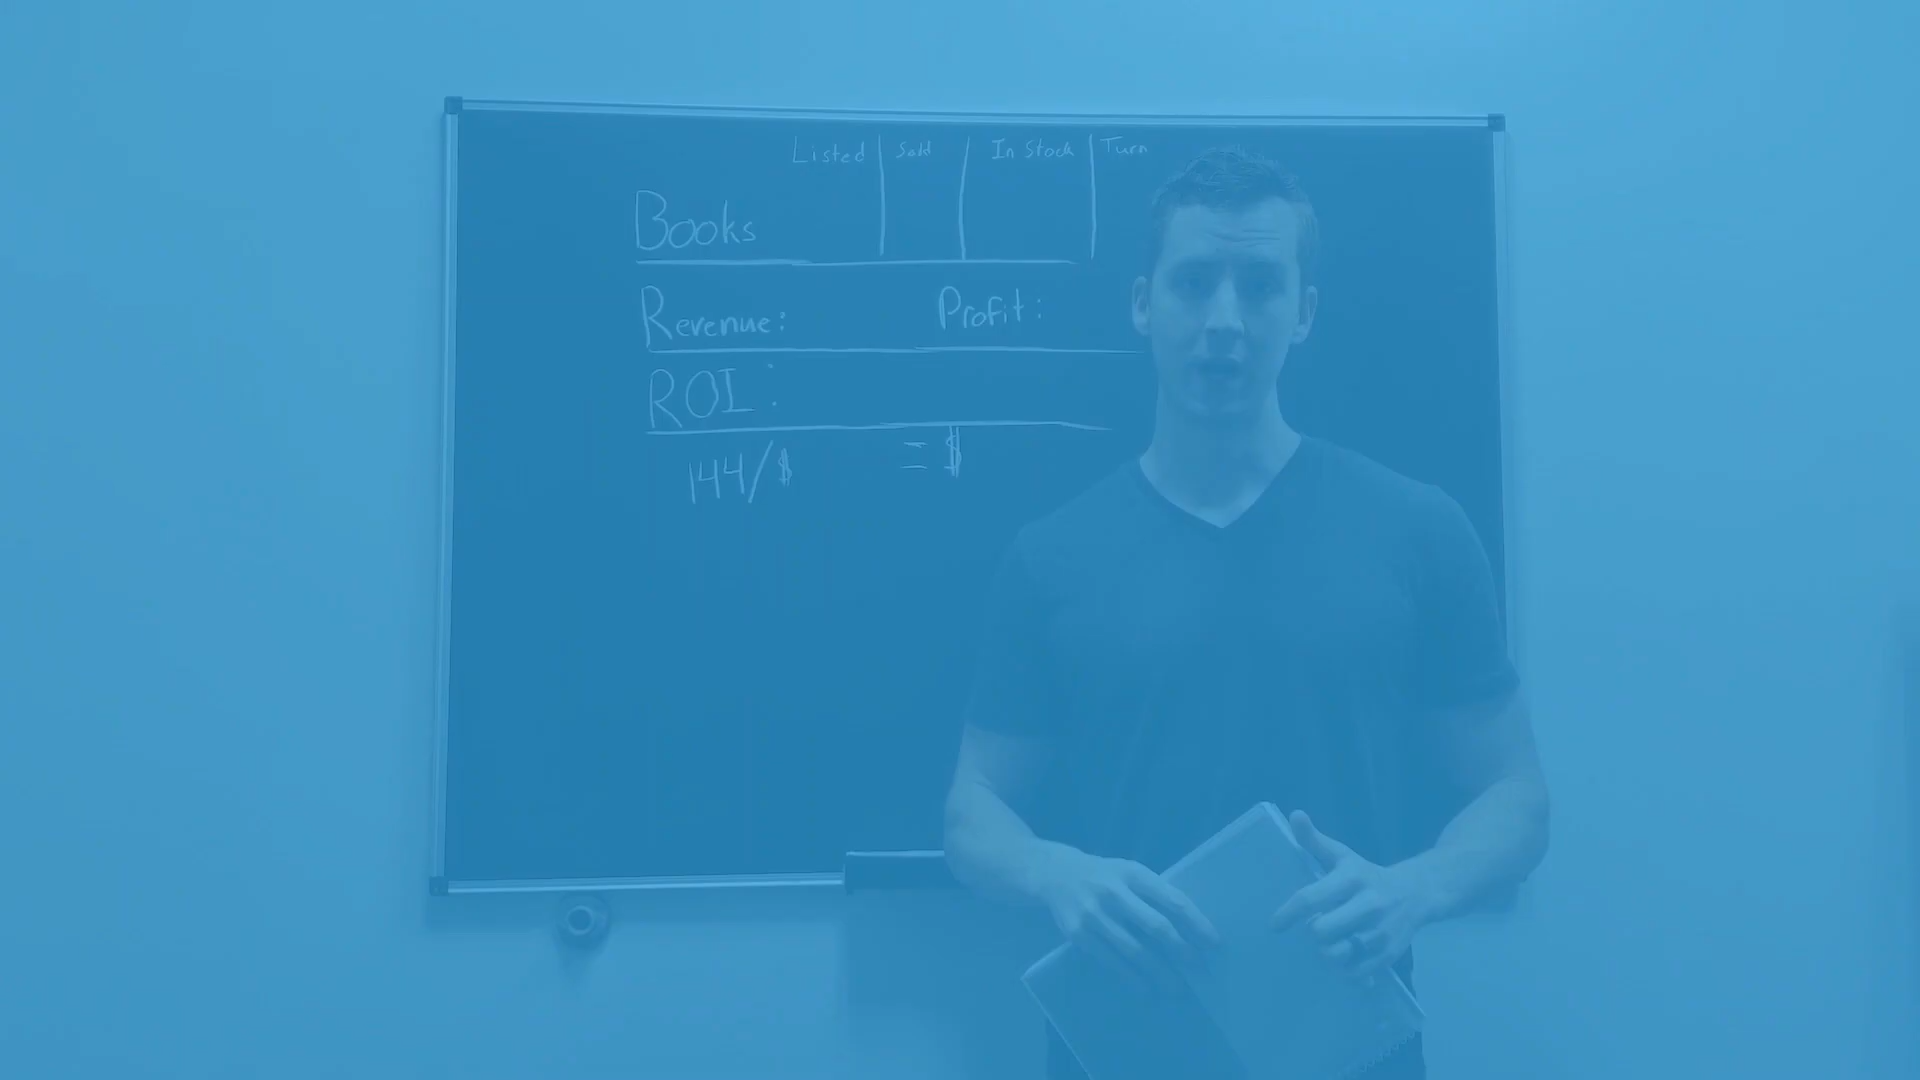 Listed Sold In Stock Turn
Books
Revenue: Profit:
ROI:
144/$ = $